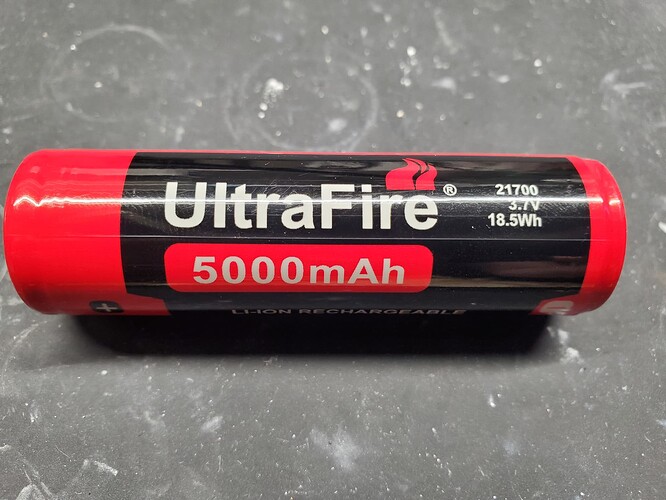 UltraFire®
21700
3.7V
18.5Wh
5000mAh
+
LI-ION RECHARGEABLE